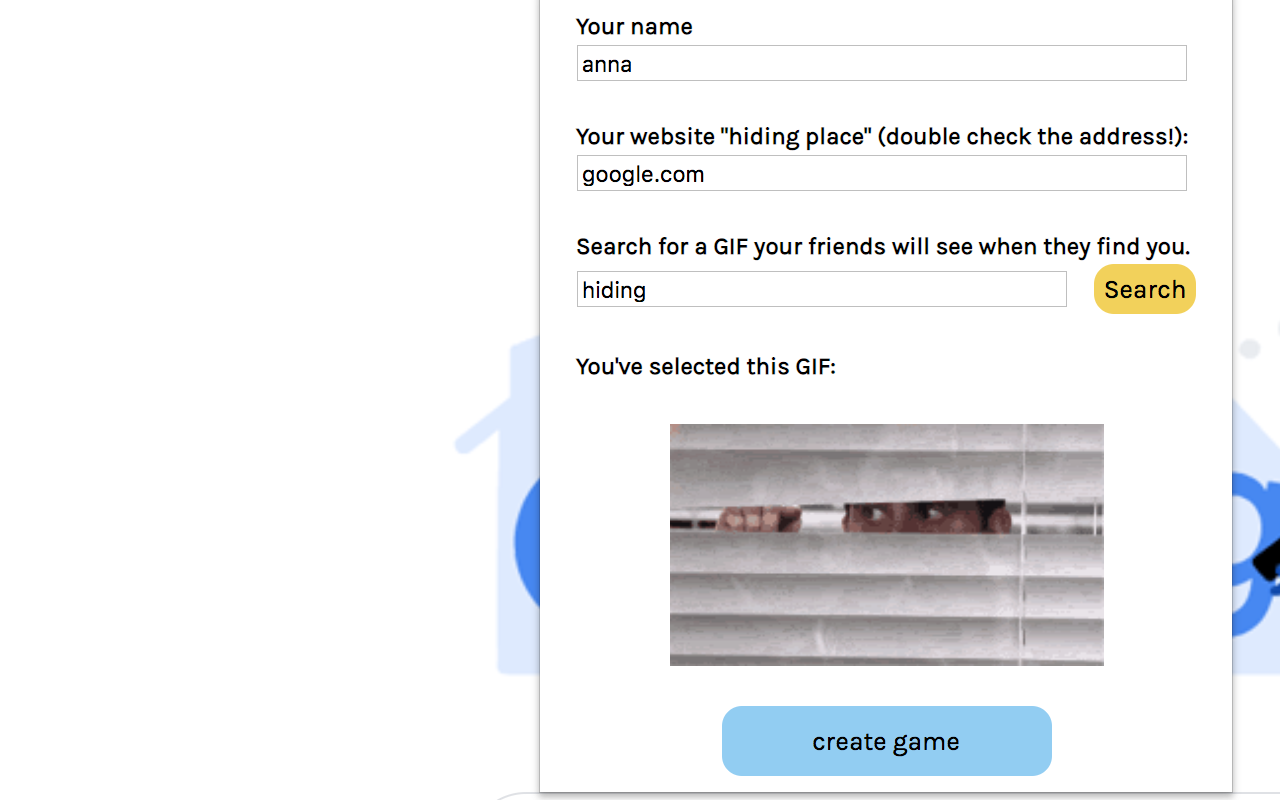 Your name
anna
Your website "hiding place" (double check the address!):
google.com
Search for a GIF your friends will see when they find you.
hiding
Search
You've selected this GIF:
create game